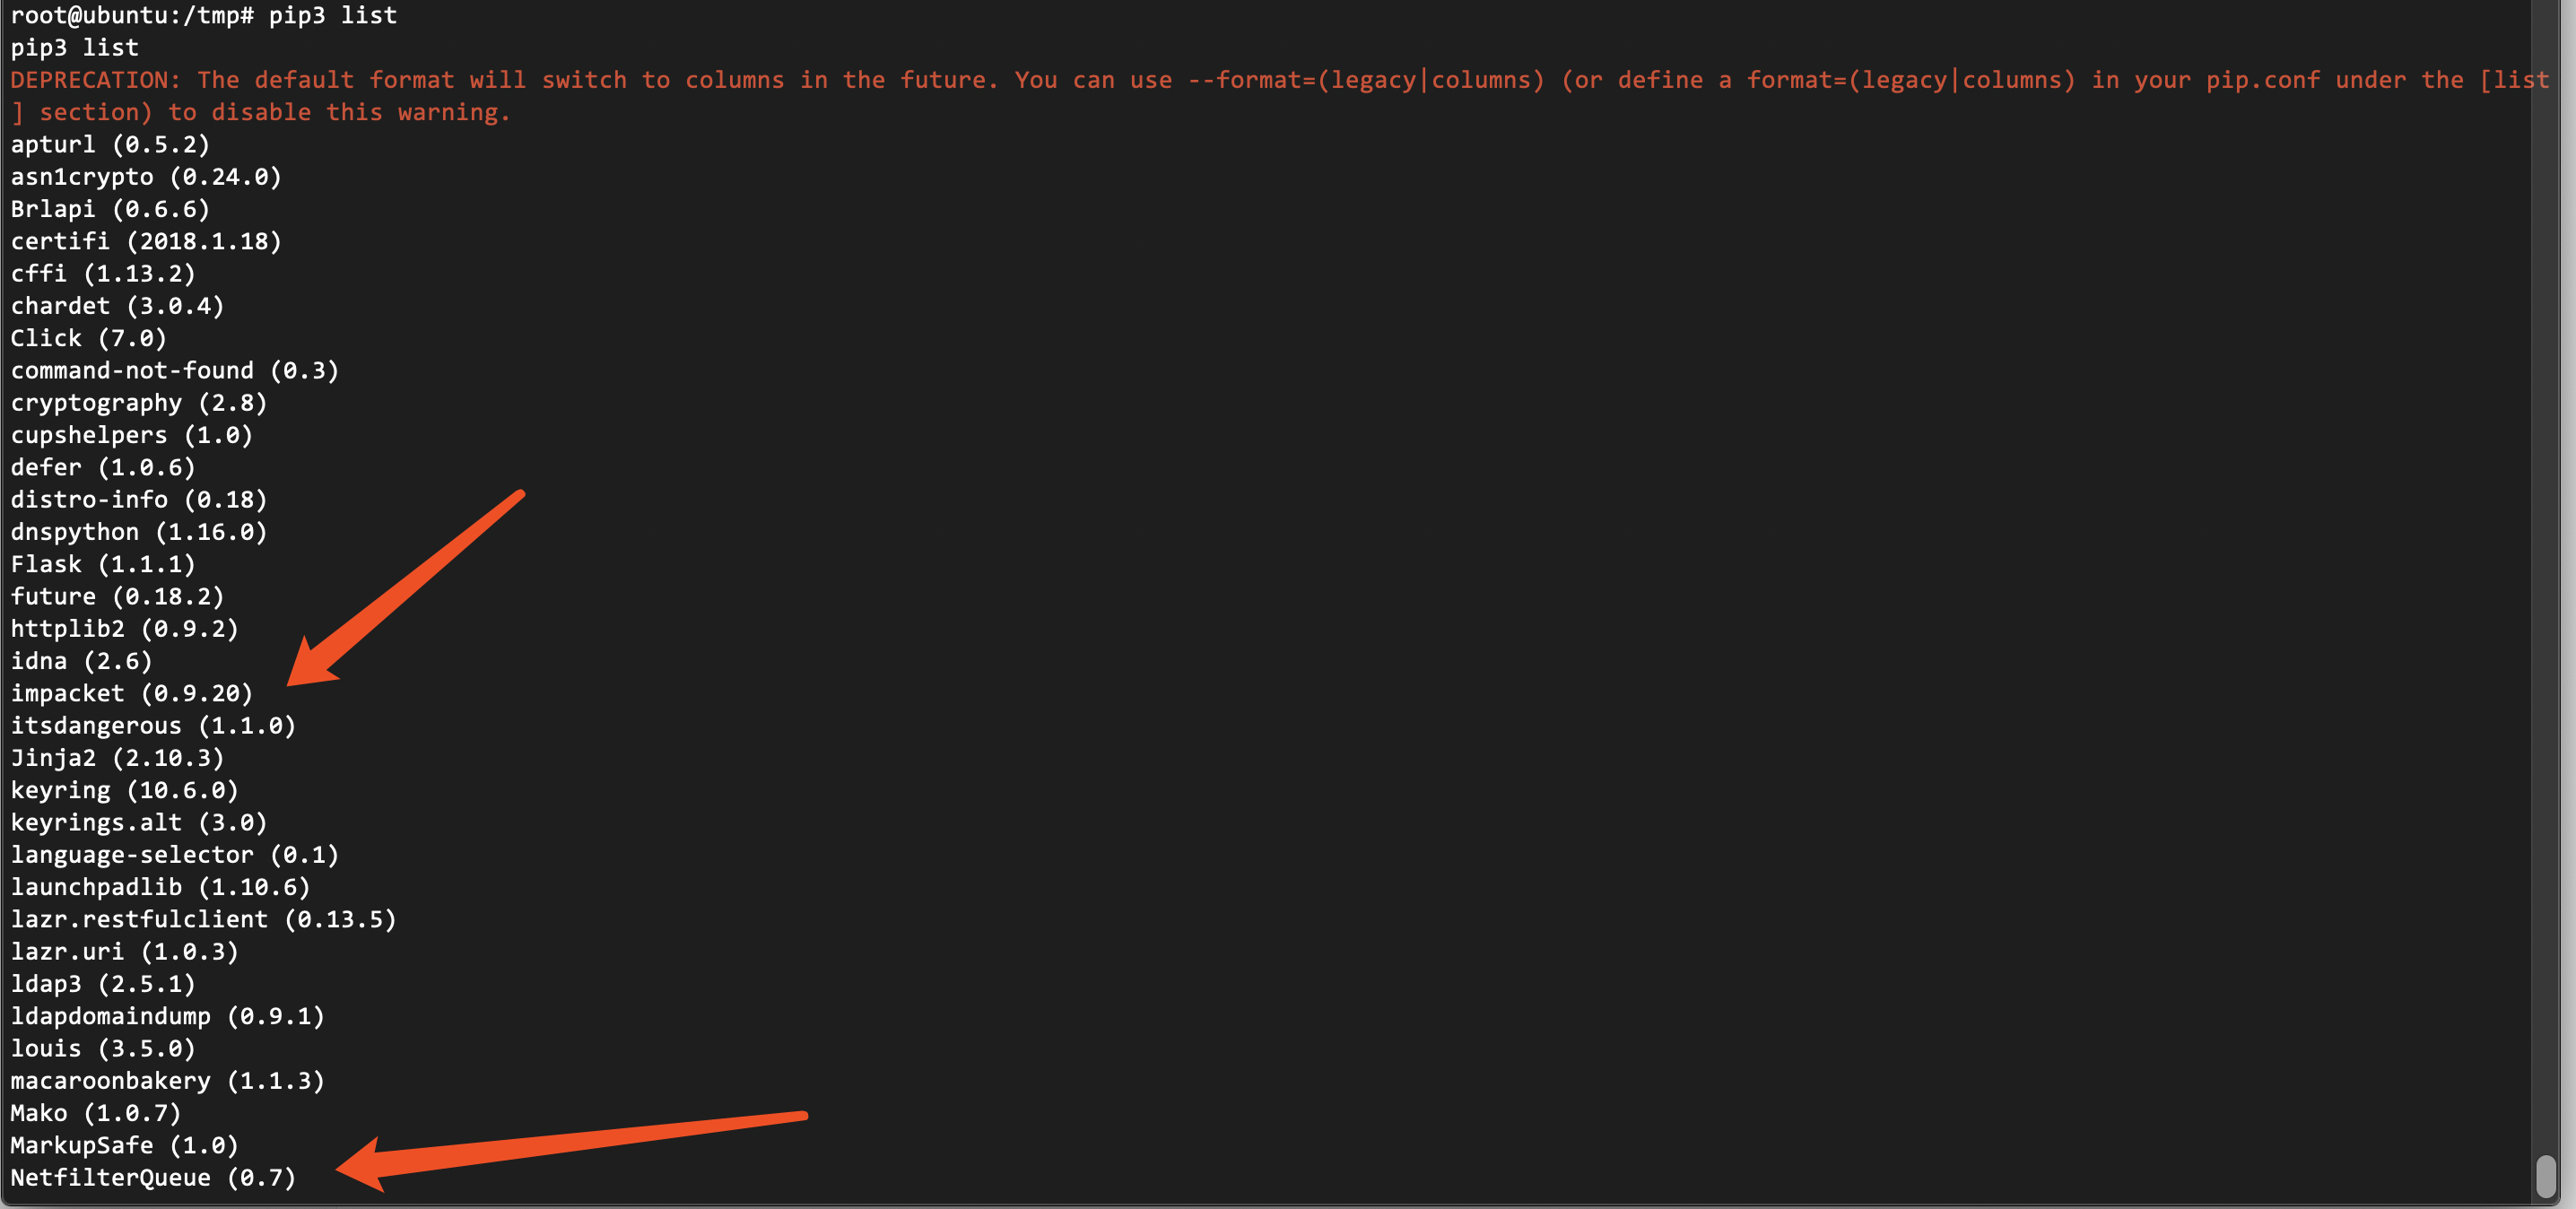 root@ubuntu:/tmp# pip3 list
pip3 list
DEPRECATION: The default format will switch to columns in the future. You can use --format=(legacy|columns) (or define a format=(legacy|columns) in your pip.conf under the [list
] section) to disable this warning.
apturl (0.5.2)
asn1crypto (0.24.0)
Brlapi (0.6.6)
certifi (2018.1.18)
cffi (1.13.2)
chardet (3.0.4)
Click (7.0)
command-not-found (0.3)
cryptography (2.8)
cupshelpers (1.0)
defer (1.0.6)
distro-info (0.18)
dnspython (1.16.0)
Flask (1.1.1)
future (0.18.2)
httplib2 (0.9.2)
idna (2.6)
impacket (0.9.20)
itsdangerous (1.1.0)
Jinja2 (2.10.3)
keyring (10.6.0)
keyrings.alt (3.0)
language-selector (0.1)
launchpadlib (1.10.6)
lazr.restfulclient (0.13.5)
lazr.uri (1.0.3)
ldap3 (2.5.1)
ldapdomaindump (0.9.1)
louis (3.5.0)
macaroonbakery (1.1.3)
Mako (1.0.7)
MarkupSafe (1.0)
NetfilterQueue (0.7)